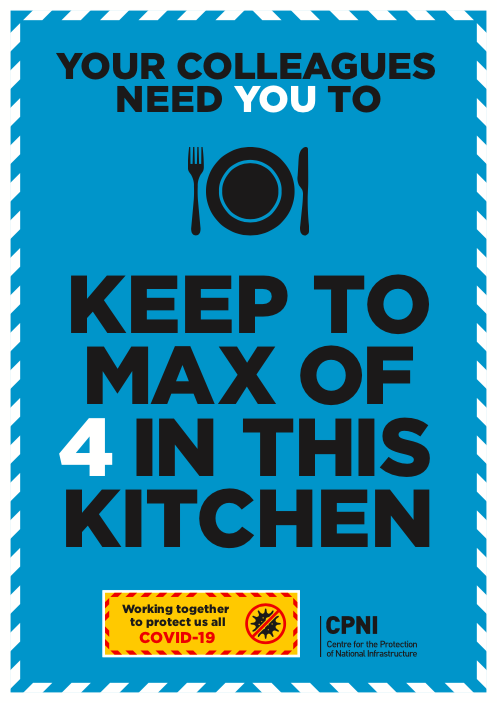 YOUR COLLEAGUES
NEED YOU TO
KEEP TO
MAX OF
4 IN THIS
KITCHEN
Working together
to protect us all
COVID-19
CPNI
Centre for the Protection
of National Infrastructure